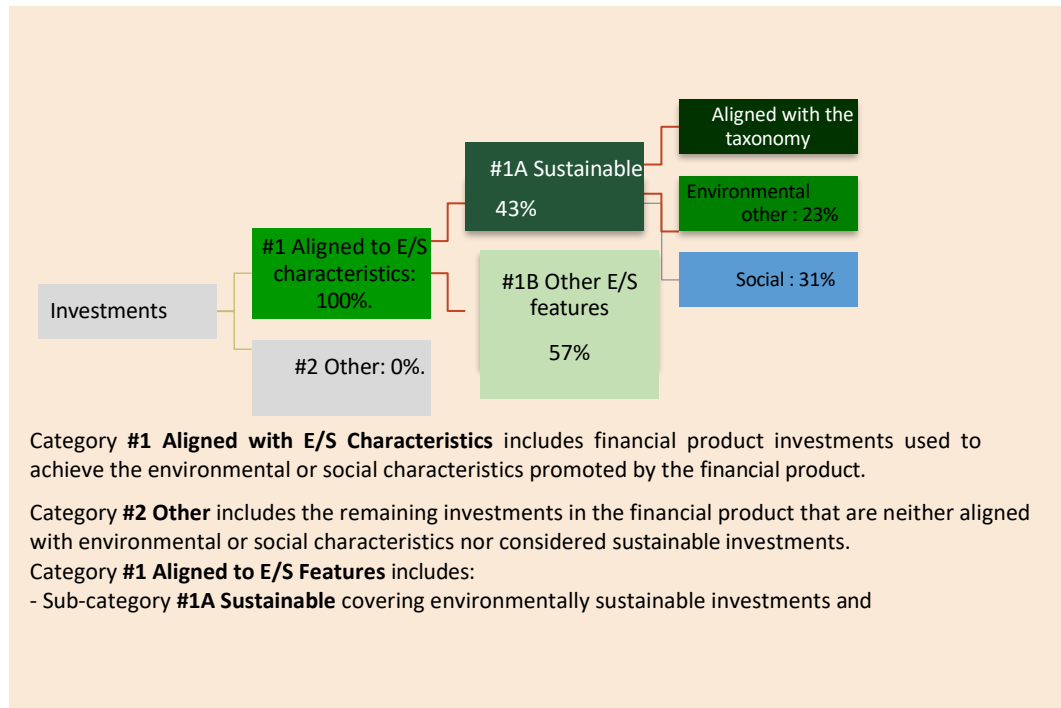 Aligned with the
taxonomy
#1A Sustainable
43%
Environmental
other : 23%
#1 Aligned to E/S
characteristics:
100%.
Social : 31%
#1B Other E/S
features
57%
Investments
#2 Other: 0%.
Category #1 Aligned with E/S Characteristics includes financial product investments used to
achieve the environmental or social characteristics promoted by the financial product.
Category #2 Other includes the remaining investments in the financial product that are neither aligned
with environmental or social characteristics nor considered sustainable investments.
Category #1 Aligned to E/S Features includes:
- Sub-category #1A Sustainable covering environmentally sustainable investments and